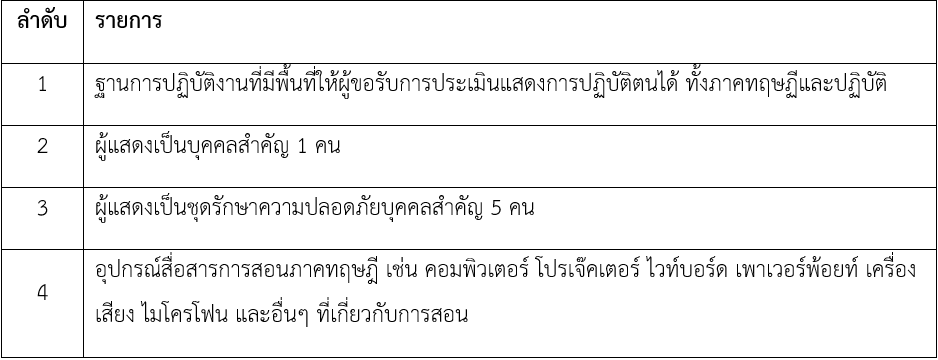 ลำดับ รายการ
1 ฐานการปฏิบัติงานที่มีพื้นที่ให้ผู้ขอรับการประเมินแสดงการปฏิบัติตนได้ ทั้งภาคทฤษฏีและปฏิบัติ
2 ผู้แสดงเป็นบุคคลสำคัญ 1 คน
3 ผู้แสดงเป็นชุดรักษาความปลอดภัยบุคคลสำคัญ 5 คน
4 อุปกรณ์สื่อสารการสอนภาคทฤษฎี เช่น คอมพิวเตอร์ โปรเจ๊คเตอร์ ไวท์บอร์ด เพาเวอร์พ้อยท์ เครื่อง
เสียง ไมโครโฟน และอื่นๆ ที่เกี่ยวกับการสอน